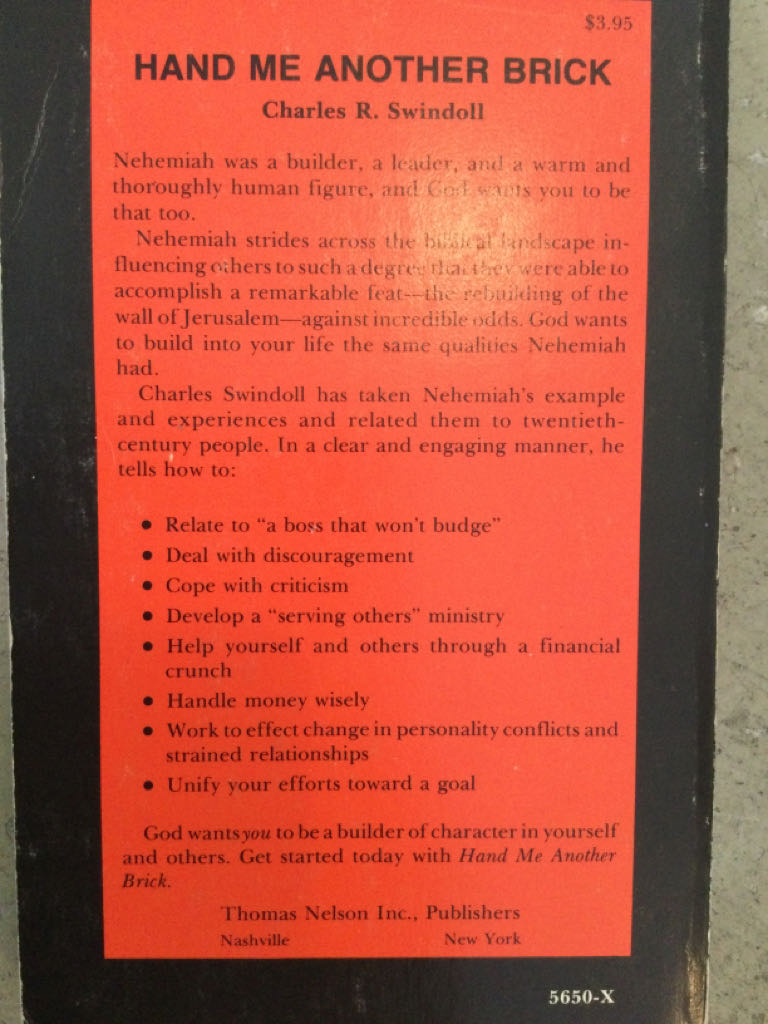 $3.95
HAND ME ANOTHER BRICK
Charles R. Swindoll
Nehemiah was a builder, a leader, and a warm and
thoroughly human figure, and God wants you to be
that too.
Nehemiah strides across the biblical landscape in-
fluencing others to such a degree that they were able to
accomplish a remarkable feat—the rebuilding of the
wall of Jerusalem—against incredible odds. God wants
to build into your life the same qualities Nehemiah
had.
Charles Swindoll has taken Nehemiah's example
and experiences and related them to twentieth-
century people. In a clear and engaging manner, he
tells how to:
● Relate to "a boss that won't budge"
● Deal with discouragement
● Cope with criticism
● Develop a "serving others" ministry
● Help yourself and others through a financial
crunch
● Handle money wisely
● Work to effect change in personality conflicts and
strained relationships
● Unify your efforts toward a goal
God wants you to be a builder of character in yourself
and others. Get started today with Hand Me Another
Brick.
Thomas Nelson Inc., Publishers
Nashville New York
5650-X